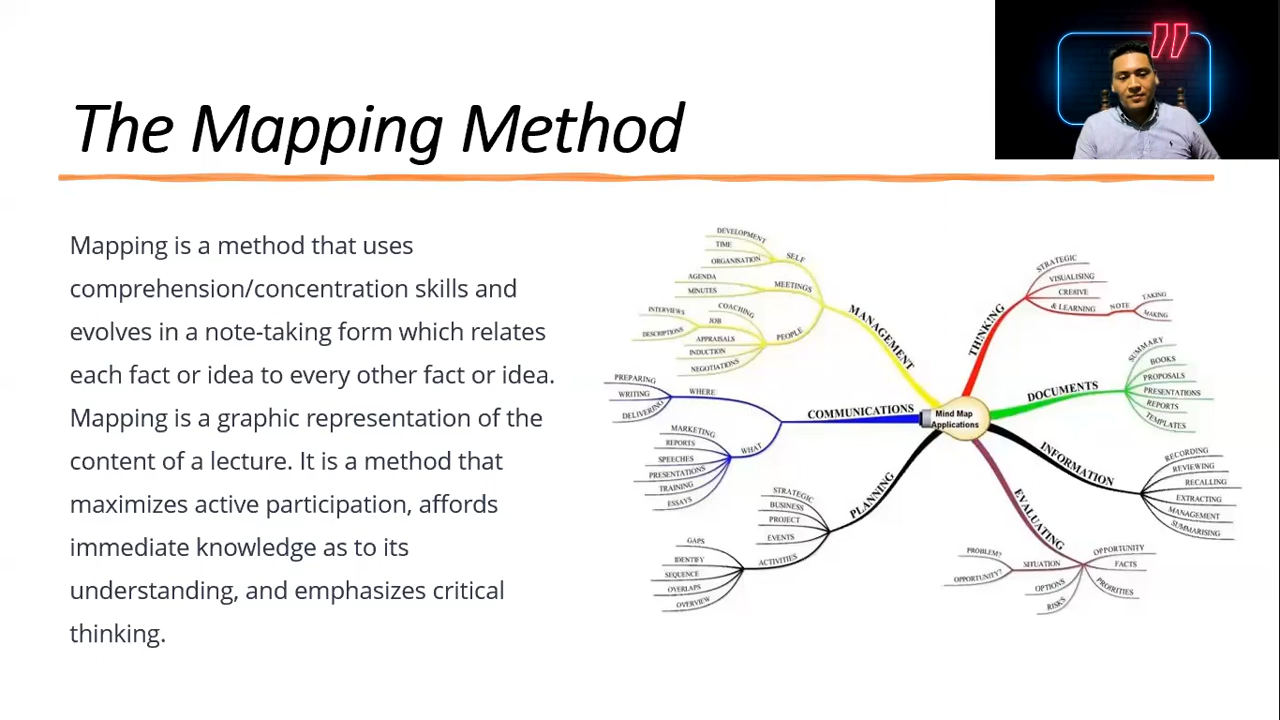 The Mapping Method
Mapping is a method that uses
comprehension/concentration skills and
evolves in a note-taking form which relates
each fact or idea to every other fact or idea.
Mapping is a graphic representation of the
content of a lecture. It is a method that
maximizes active participation, affords
immediate knowledge as to its
understanding, and emphasizes critical
thinking.
Mind Map
Applications
MANAGEMENT
SELF
DEVELOPMENT
TIME
ORGANISATION
MEETINGS
AGENDA
MINUTES
PEOPLE
COACHING
JOB
INTERVIEWS
DESCRIPTIONS
APPRAISALS
INDUCTION
NEGOTIATIONS
COMMUNICATIONS
WHERE
PREPARING
WRITING
DELIVERING
WHAT
MARKETING
REPORTS
SPEECHES
PRESENTATIONS
TRAINING
ESSAYS
PLANNING
STRATEGIC
BUSINESS
PROJECT
EVENTS
ACTIVITIES
GAPS
IDENTIFY
SEQUENCE
OVERLAPS
OVERVIEW
THINKING
STRATEGIC
VISUALISING
CREATIVE
& LEARNING
NOTE
TAKING
MAKING
DOCUMENTS
SUMMARY
BOOKS
PROPOSALS
PRESENTATIONS
REPORTS
TEMPLATES
INFORMATION
RECORDING
REVIEWING
RECALLING
EXTRACTING
MANAGEMENT
SUMMARISING
EVALUATING
OPPORTUNITY
FACTS
PROIRITIES
SITUATION
PROBLEM?
OPPORTUNITY?
OPTIONS
RISKS